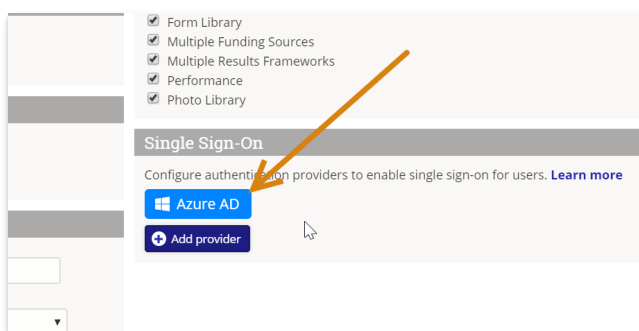 Form Library
Multiple Funding Sources
Multiple Results Frameworks
Performance
Photo Library
Single Sign-On
Configure authentication providers to enable single sign-on for users. Learn more
Azure AD
Add provider